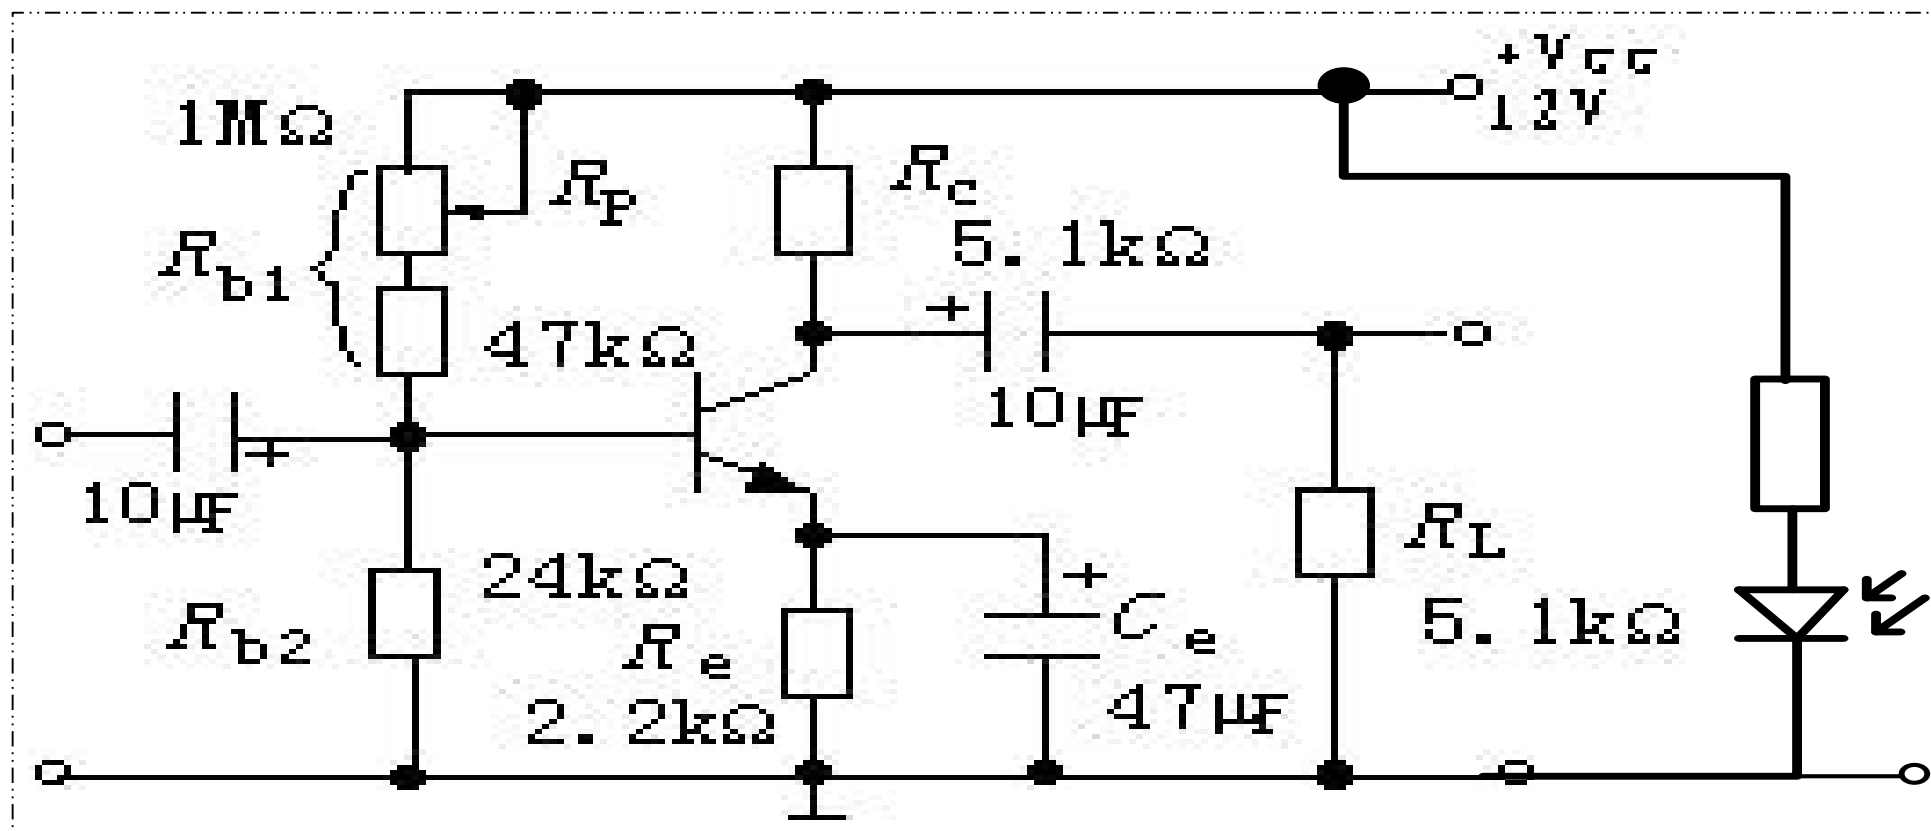 +VCC
12V
1MΩ
RP
RC
5.1kΩ
Rb1
47kΩ
+
10μF
+
10μF
24kΩ
Rb2
Re
2.2kΩ
+
Ce
47μF
RL
5.1kΩ